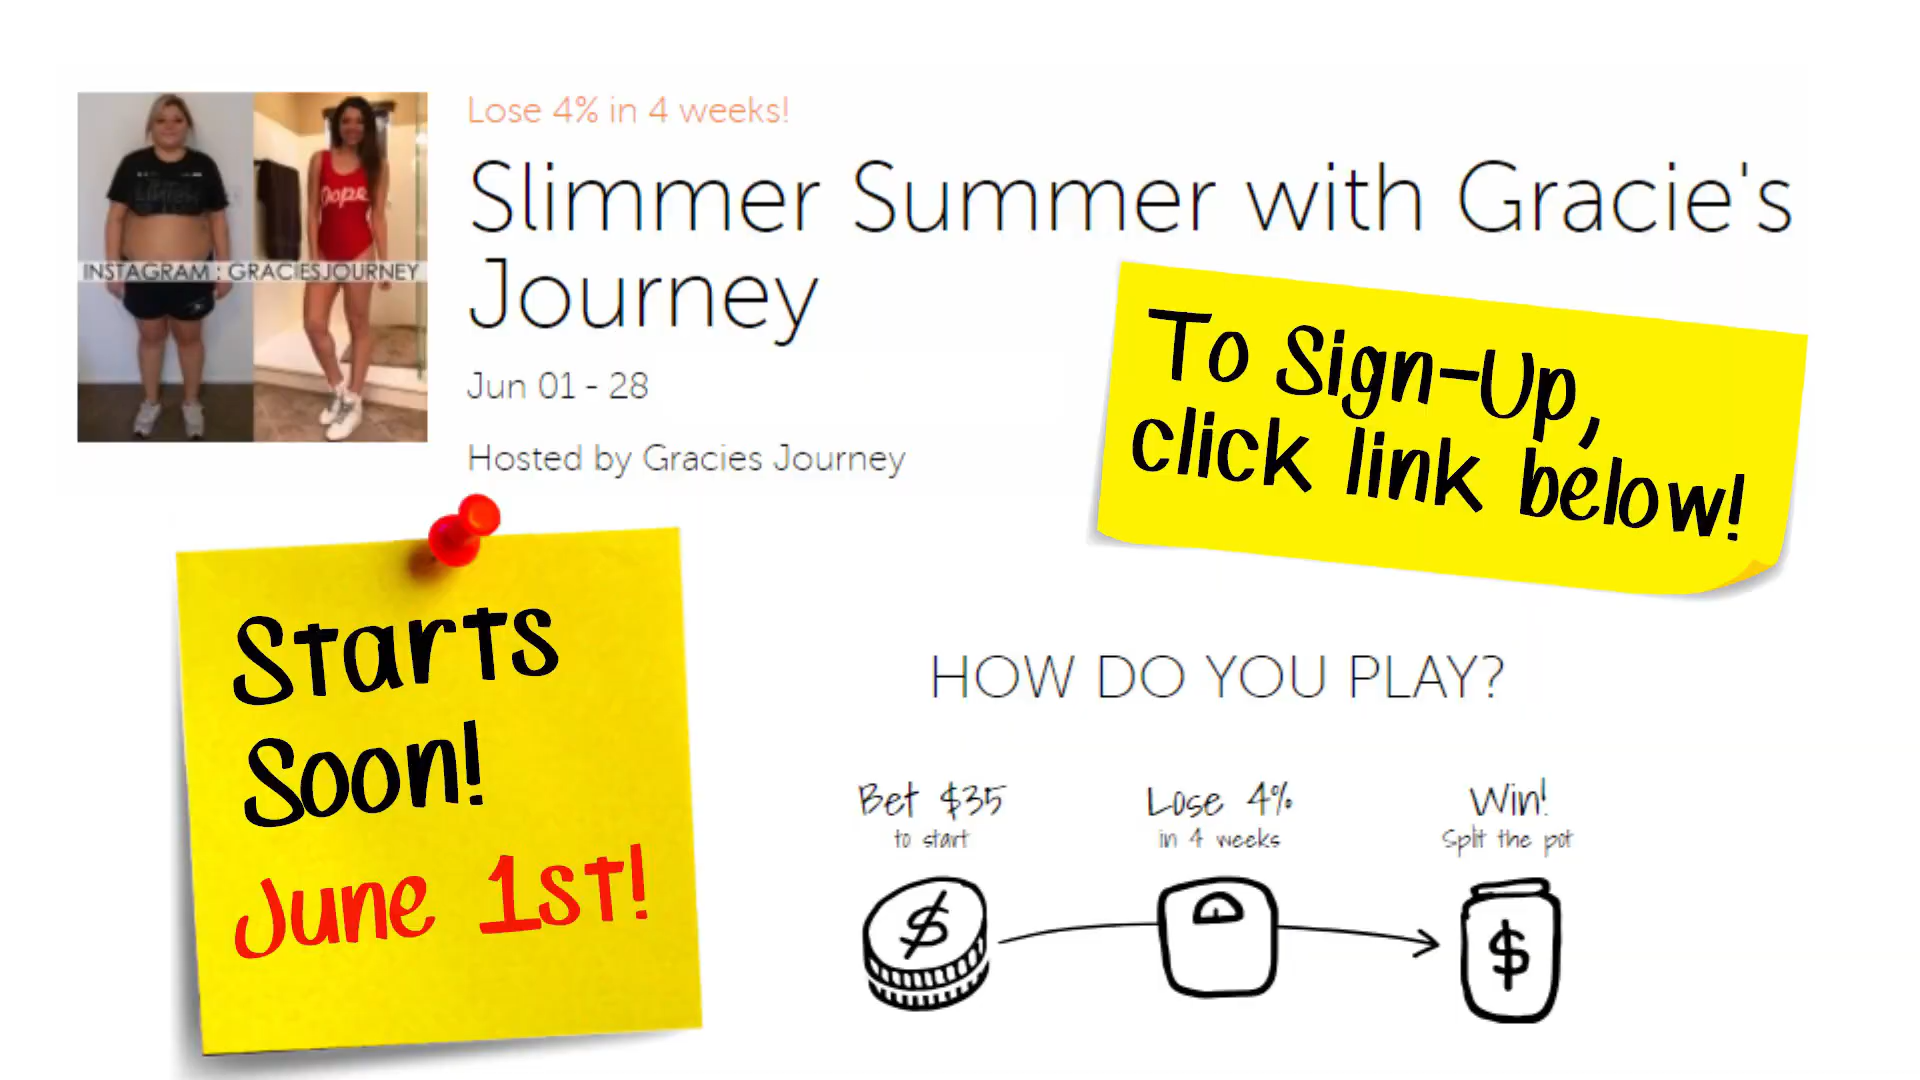 Lose 4% in 4 weeks!
Slimmer Summer with Gracie's
Journey
Jun 01 - 28
Hosted by Gracies Journey
Dope
INSTAGRAM : GRACIESJOURNEY
To Sign-Up,
click link below!
Starts
Soon!
June 1st!
HOW DO YOU PLAY?
Bet $35
to start
Lose 4%
in 4 weeks
Win!
Split the pot
$
$